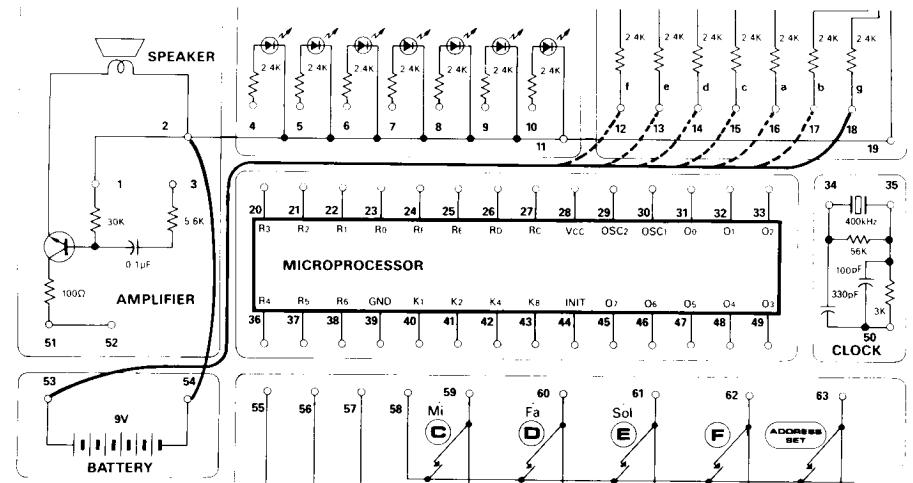 SPEAKER
2.4K 2.4K 2.4K 2.4K 2.4K 2.4K 2.4K
2.4K 2.4K 2.4K 2.4K 2.4K 2.4K 2.4K
f e d c a b g
2 4 5 6 7 8 9 10 11 12 13 14 15 16 17 18 19
1 3
30K 5.6K
0.1µF
100Ω
AMPLIFIER
51 52
20 21 22 23 24 25 26 27 28 29 30 31 32 33
R3 R2 R1 R0 RF RE RD RC VCC OSC2 OSC1 O0 O1 O2
MICROPROCESSOR
R4 R5 R6 GND K1 K2 K4 K8 INIT O7 O6 O5 O4 O3
36 37 38 39 40 41 42 43 44 45 46 47 48 49
34 35
400kHz
56K
100pF
330pF
3K
50
CLOCK
53 54
9V
BATTERY
55 56 57 58 59 60 61 62 63
Mi Fa Sol
C D E F ADDRESS SET